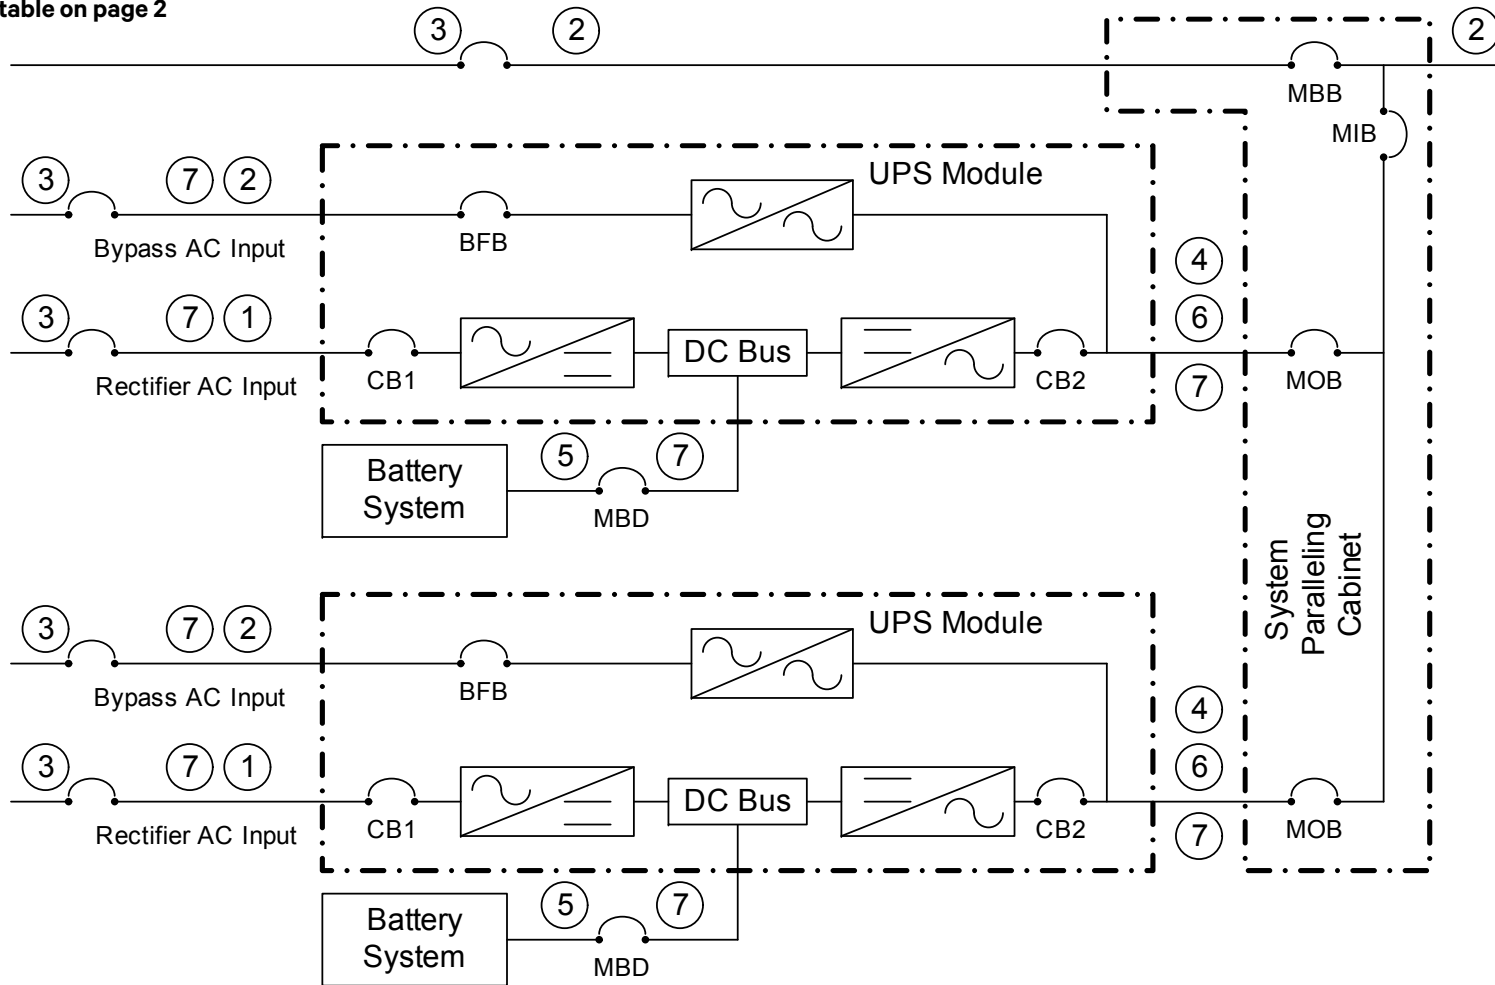 table on page 2
3
2
2
MBB
MIB
UPS Module
3
7
2
BFB
Bypass AC Input
4
3
7
1
6
DC Bus
CB1
CB2
MOB
Rectifier AC Input
7
5
7
Battery
System
MBD
System
Paralleling
Cabinet
UPS Module
3
7
2
BFB
Bypass AC Input
4
3
7
1
6
DC Bus
CB1
CB2
MOB
Rectifier AC Input
7
5
7
Battery
System
MBD